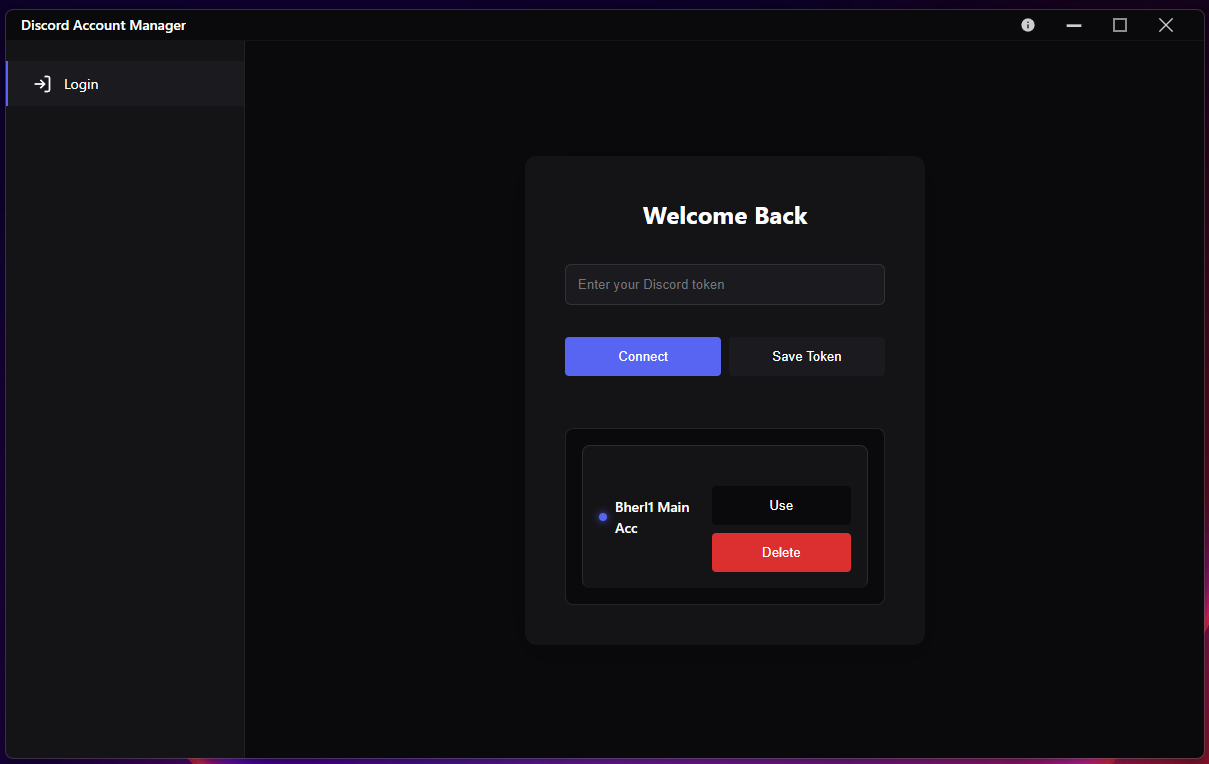 Discord Account Manager
Login
Welcome Back
Enter your Discord token
Connect
Save Token
Bherl1 Main
Acc
Use
Delete